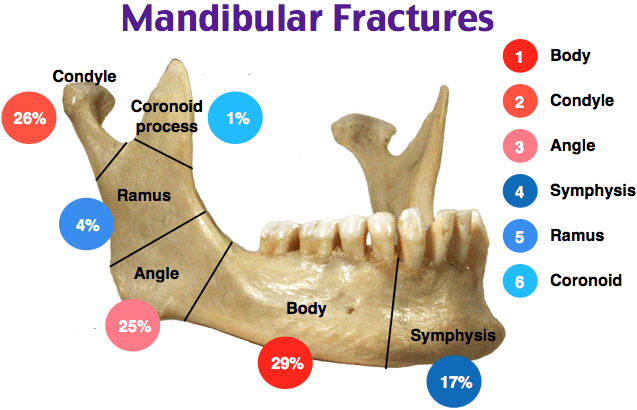 Mandibular Fractures
Condyle
26%
Coronoid
process
1%
Ramus
4%
Angle
25%
Body
29%
Symphysis
17%
1 Body
2 Condyle
3 Angle
4 Symphysis
5 Ramus
6 Coronoid